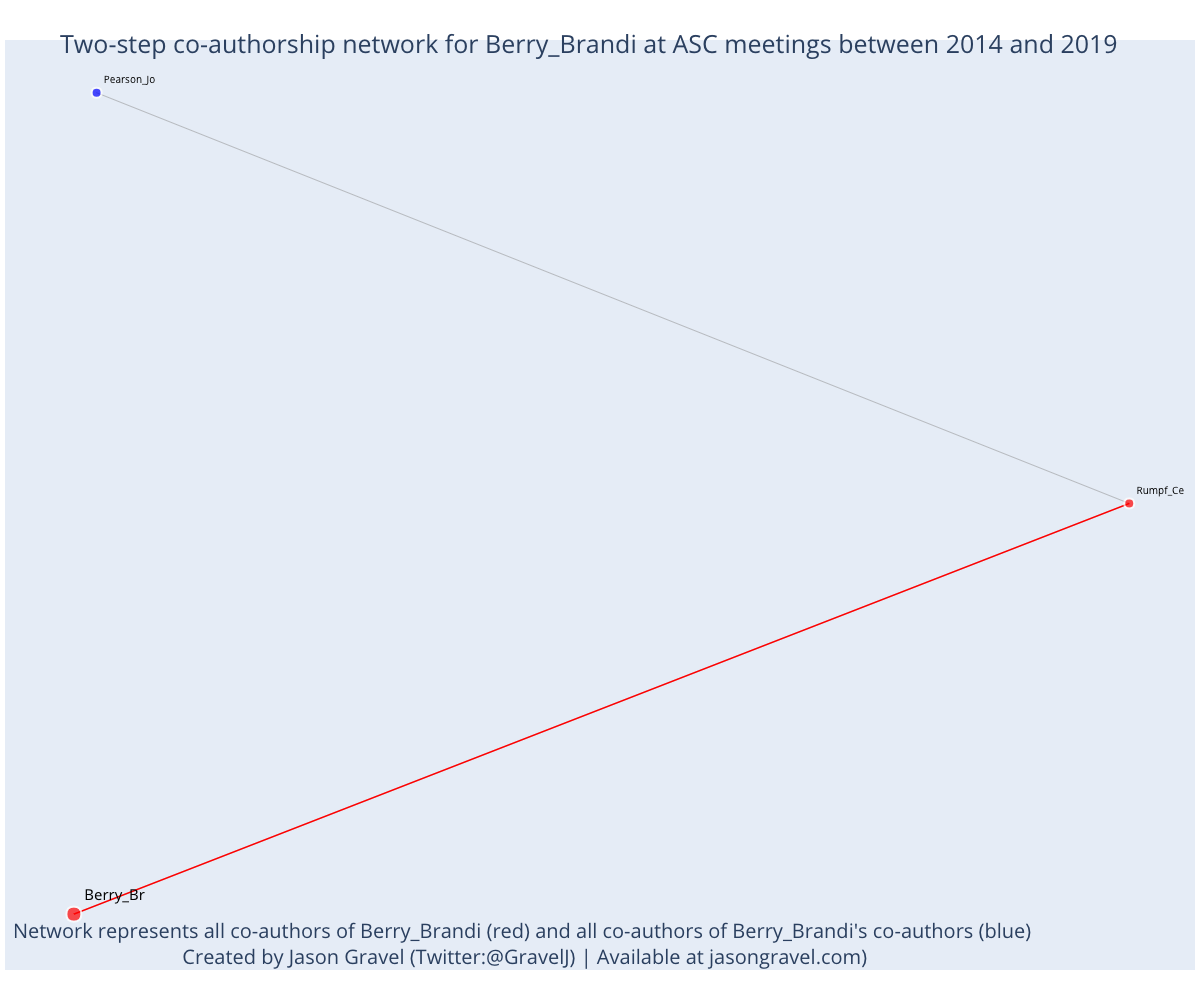 Two-step co-authorship network for Berry_Brandi at ASC meetings between 2014 and 2019
Pearson_Jo
Rumpf_Ce
Berry_Br
Network represents all co-authors of Berry_Brandi (red) and all co-authors of Berry_Brandi's co-authors (blue)
Created by Jason Gravel (Twitter:@GravelJ) | Available at jasongravel.com)